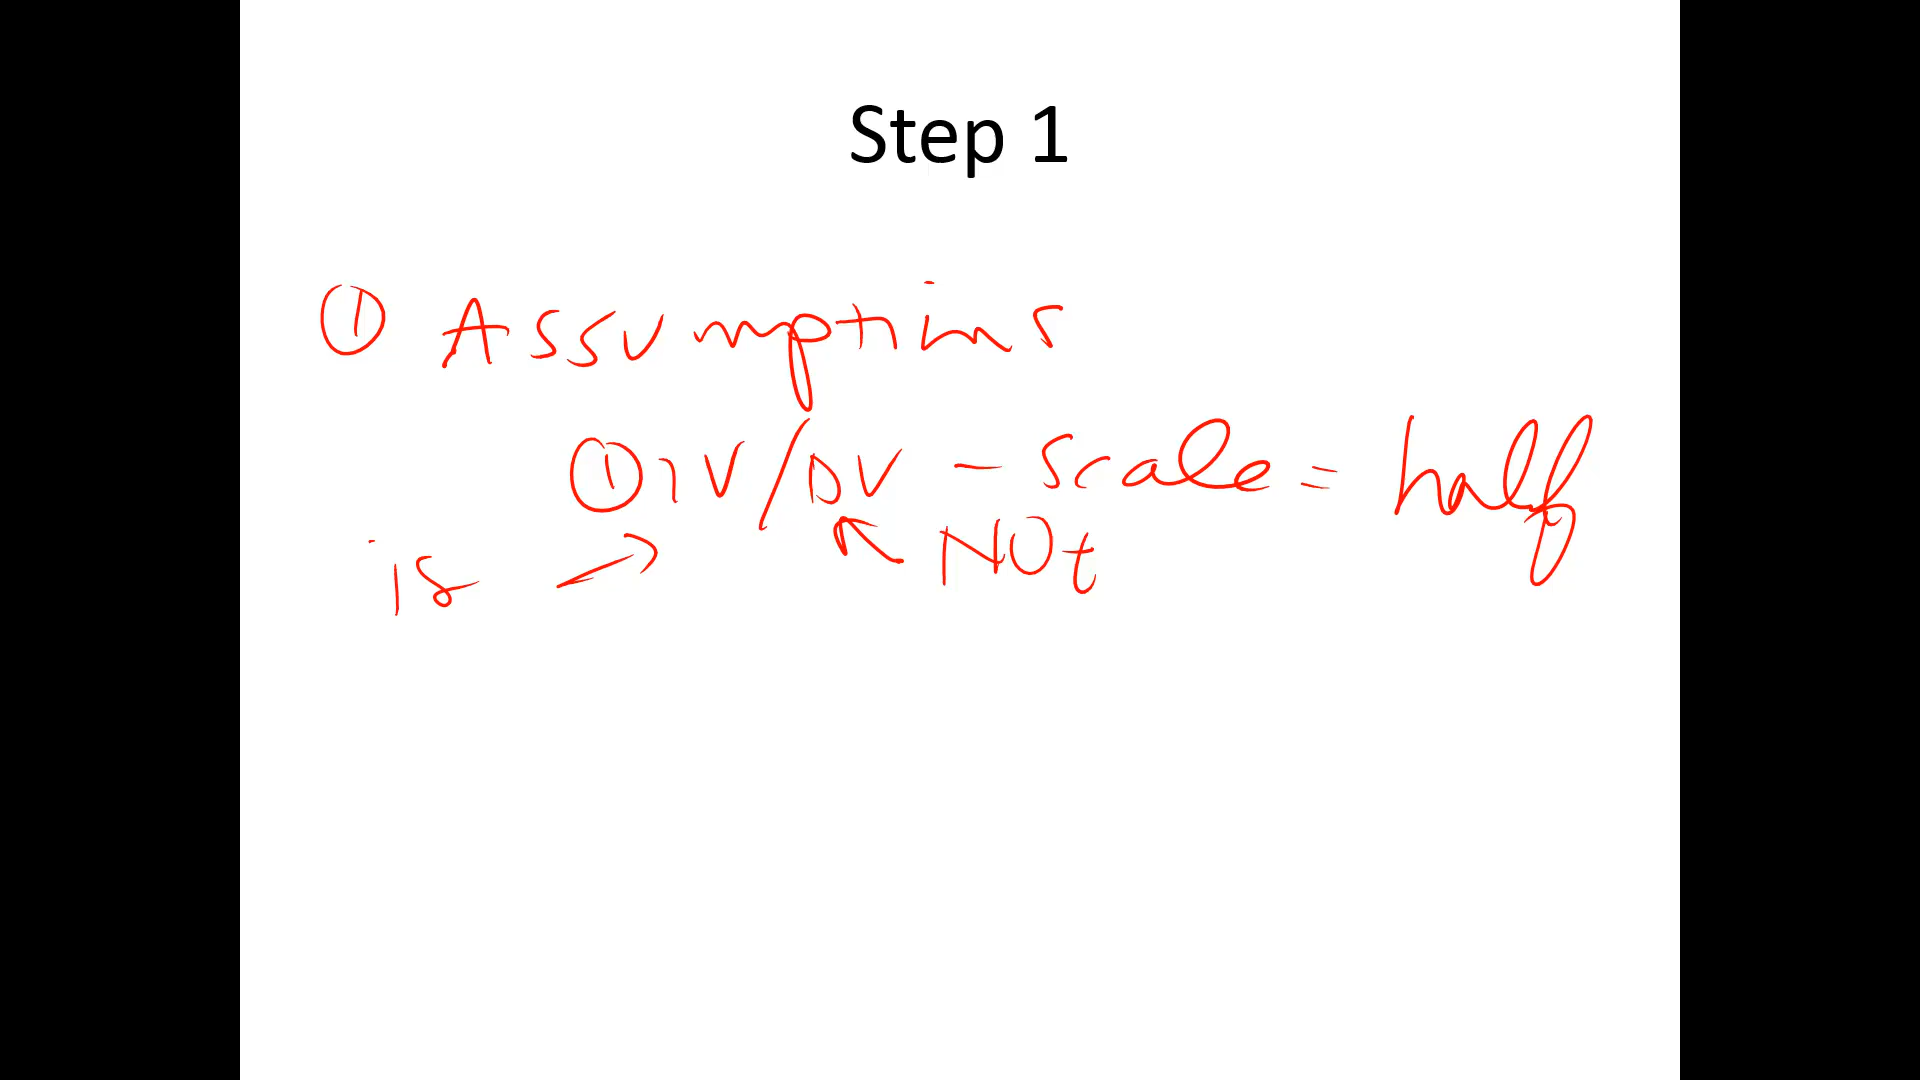 Step 1
① Assumptions
① IV/DV - scale = half
is → ↖ NOt